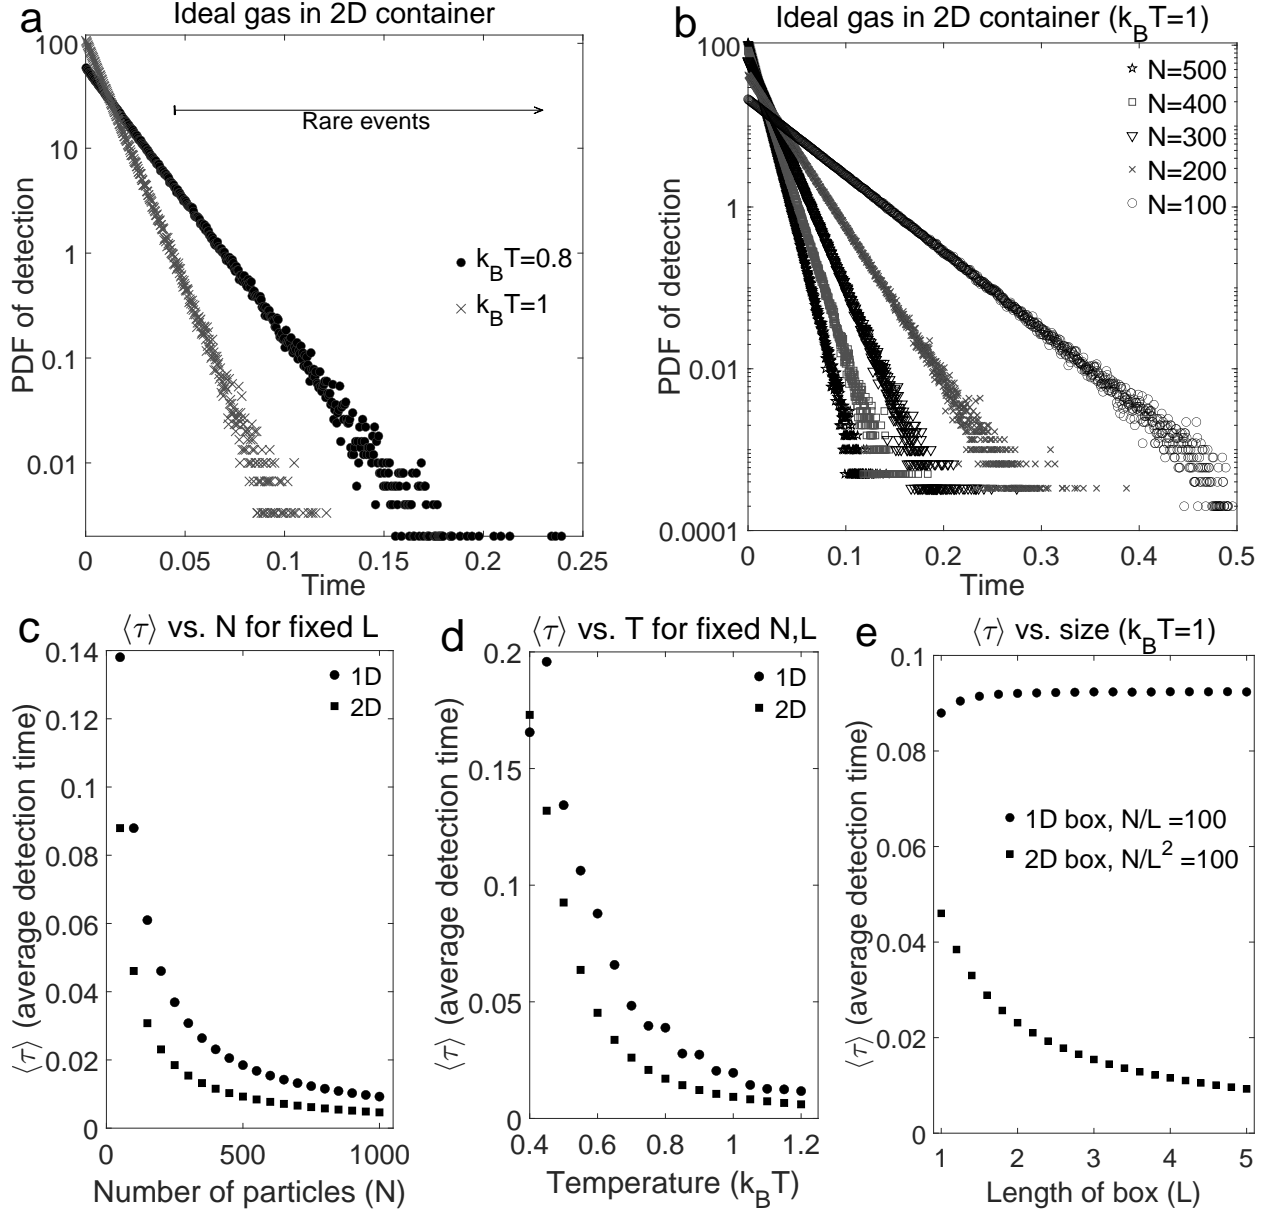 a
Ideal gas in 2D container
PDF of detection
100
10
1
0.1
0.01
Rare events
k_B T=0.8
k_B T=1
0
0.05
0.1
0.15
0.2
0.25
Time
b
Ideal gas in 2D container (k_B T=1)
PDF of detection
100
1
0.01
0.0001
N=500
N=400
N=300
N=200
N=100
0
0.1
0.2
0.3
0.4
0.5
Time
c
⟨τ⟩ vs. N for fixed L
⟨τ⟩ (average detection time)
0.14
0.12
0.1
0.08
0.06
0.04
0.02
0
1D
2D
0
500
1000
Number of particles (N)
d
⟨τ⟩ vs. T for fixed N,L
⟨τ⟩ (average detection time)
0.2
0.15
0.1
0.05
0
1D
2D
0.4
0.6
0.8
1
1.2
Temperature (k_B T)
e
⟨τ⟩ vs. size (k_B T=1)
⟨τ⟩ (average detection time)
0.1
0.08
0.06
0.04
0.02
0
1D box, N/L =100
2D box, N/L² =100
1
2
3
4
5
Length of box (L)